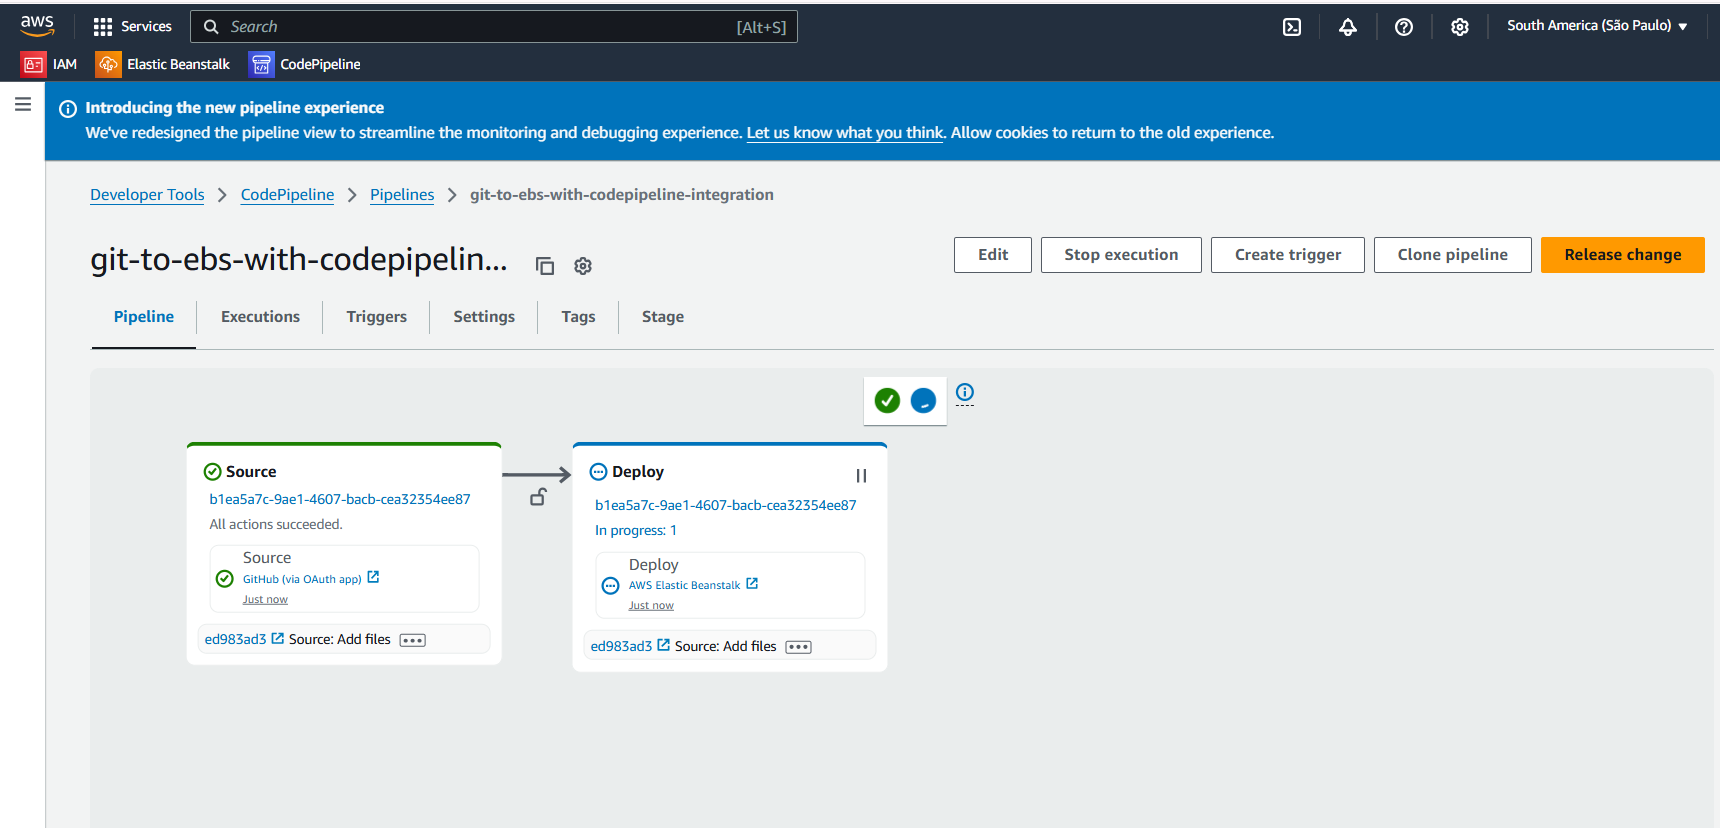 aws
Services
Search
[Alt+S]
South America (São Paulo)
IAM
Elastic Beanstalk
CodePipeline
Introducing the new pipeline experience
We've redesigned the pipeline view to streamline the monitoring and debugging experience. Let us know what you think. Allow cookies to return to the old experience.
Developer Tools > CodePipeline > Pipelines > git-to-ebs-with-codepipeline-integration
git-to-ebs-with-codepipelin...
Edit
Stop execution
Create trigger
Clone pipeline
Release change
Pipeline
Executions
Triggers
Settings
Tags
Stage
Source
b1ea5a7c-9ae1-4607-bacb-cea32354ee87
All actions succeeded.
Source
GitHub (via OAuth app)
Just now
ed983ad3 Source: Add files
Deploy
b1ea5a7c-9ae1-4607-bacb-cea32354ee87
In progress: 1
Deploy
AWS Elastic Beanstalk
Just now
ed983ad3 Source: Add files